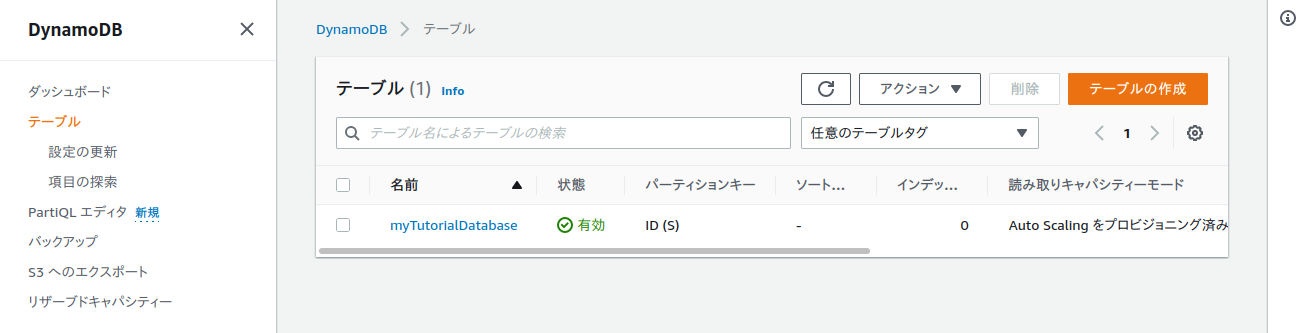 DynamoDB
ダッシュボード
テーブル
設定の更新
項目の探索
PartiQL エディタ 新規
バックアップ
S3 へのエクスポート
リザーブドキャパシティー
DynamoDB テーブル
テーブル (1) Info
アクション
削除
テーブルの作成
テーブル名によるテーブルの検索
任意のテーブルタグ
1
名前 状態 パーティションキー ソート... インデッ... 読み取りキャパシティーモード
myTutorialDatabase 有効 ID (S) - 0 Auto Scaling をプロビジョニング済み